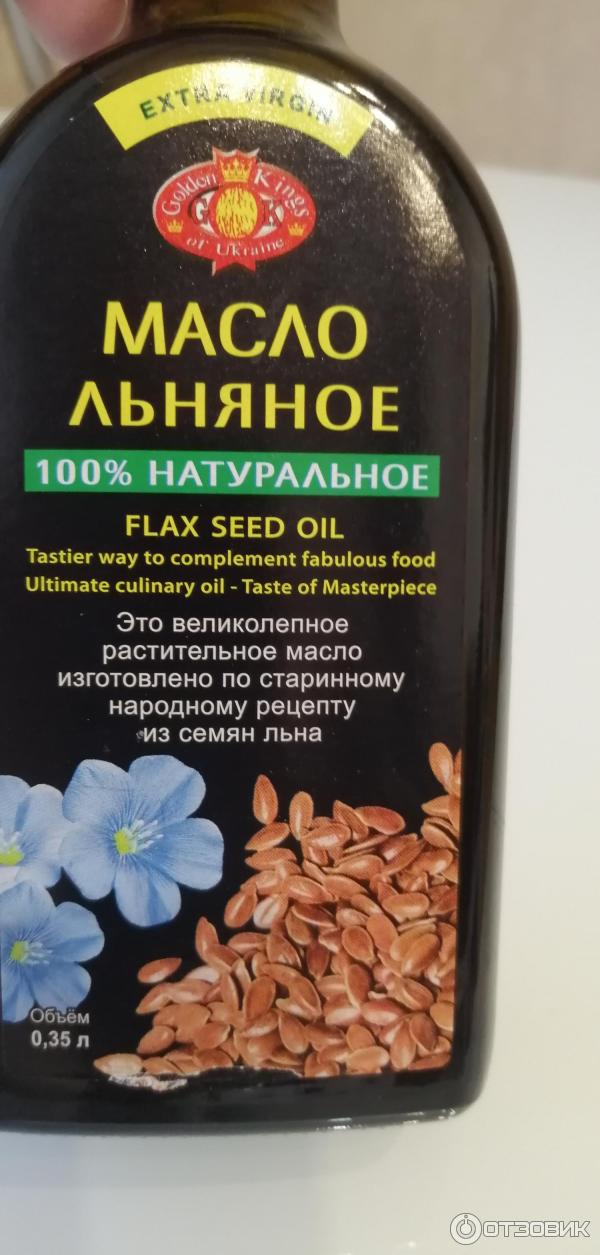 EXTRA VIRGIN
Golden Kings
G K
of Ukraine
МАСЛО
ЛЬНЯНОЕ
100% НАТУРАЛЬНОЕ
FLAX SEED OIL
Tastier way to complement fabulous food
Ultimate culinary oil - Taste of Masterpiece
Это великолепное
растительное масло
изготовлено по старинному
народному рецепту
из семян льна
Объём
0,35 л
ОТЗОВИК